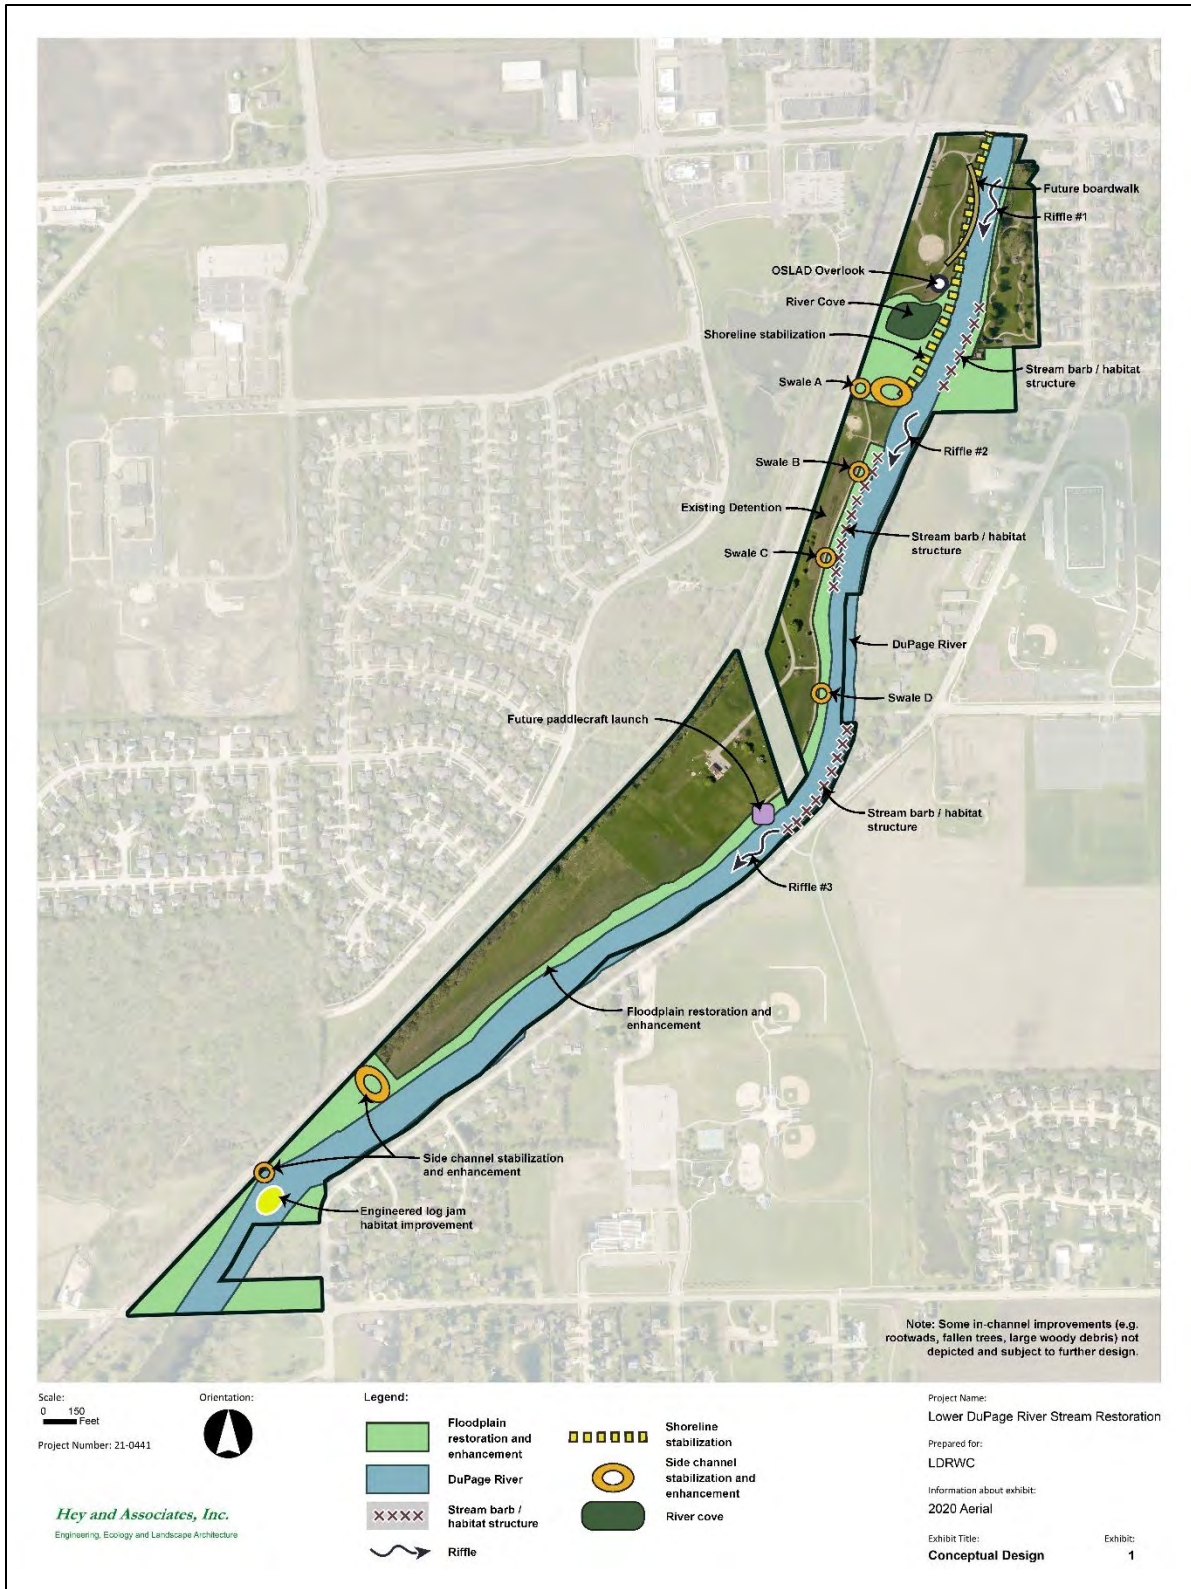 Future boardwalk
Riffle #1
OSLAD Overlook
River Cove
Shoreline stabilization
Stream barb / habitat
structure
Swale A
Riffle #2
Swale B
Existing Detention
Stream barb / habitat
structure
Swale C
DuPage River
Swale D
Future paddlecraft launch
Stream barb / habitat
structure
Riffle #3
Floodplain restoration and
enhancement
Side channel stabilization
and enhancement
Engineered log jam
habitat improvement
Note: Some in-channel improvements (e.g.
rootwads, fallen trees, large woody debris) not
depicted and subject to further design.
Scale:
0 150
Feet
Project Number: 21-0441
Orientation:
Hey and Associates, Inc.
Engineering, Ecology and Landscape Architecture
Legend:
Floodplain
restoration and
enhancement
DuPage River
Stream barb /
habitat structure
Riffle
Shoreline
stabilization
Side channel
stabilization and
enhancement
River cove
Project Name:
Lower DuPage River Stream Restoration
Prepared for:
LDRWC
Information about exhibit:
2020 Aerial
Exhibit Title:
Conceptual Design
Exhibit:
1